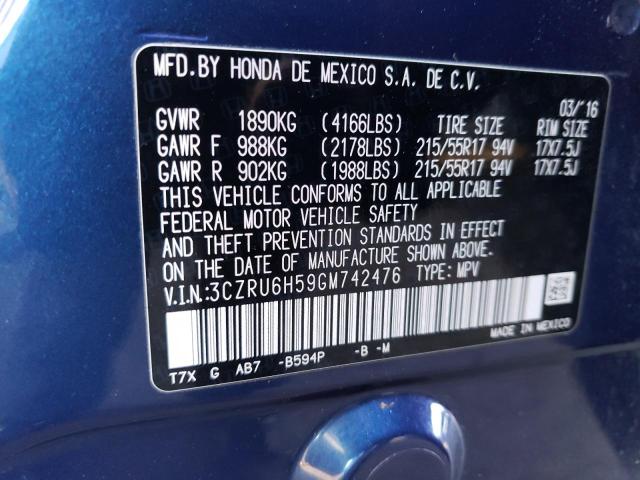 MFD.BY HONDA DE MEXICO S.A. DE C.V.
03/'16
GVWR 1890KG (4166LBS) TIRE SIZE RIM SIZE
GAWR F 988KG (2178LBS) 215/55R17 94V 17X7.5J
GAWR R 902KG (1988LBS) 215/55R17 94V 17X7.5J
THIS VEHICLE CONFORMS TO ALL APPLICABLE
FEDERAL MOTOR VEHICLE SAFETY
AND THEFT PREVENTION STANDARDS IN EFFECT
ON THE DATE OF MANUFACTURE SHOWN ABOVE.
V.I.N:3CZRU6H59GM742476 TYPE: MPV
MADE IN MEXICO
T7X G AB7 -B594P -B -M